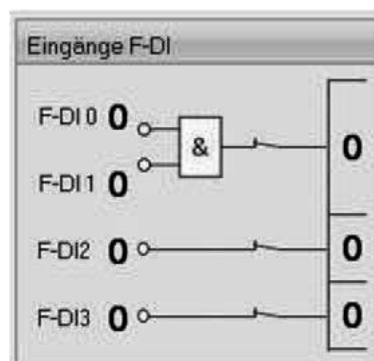 Eingänge F-DI
F-DI 0 0
& 0
F-DI 1 0
F-DI2 0 0
F-DI3 0 0